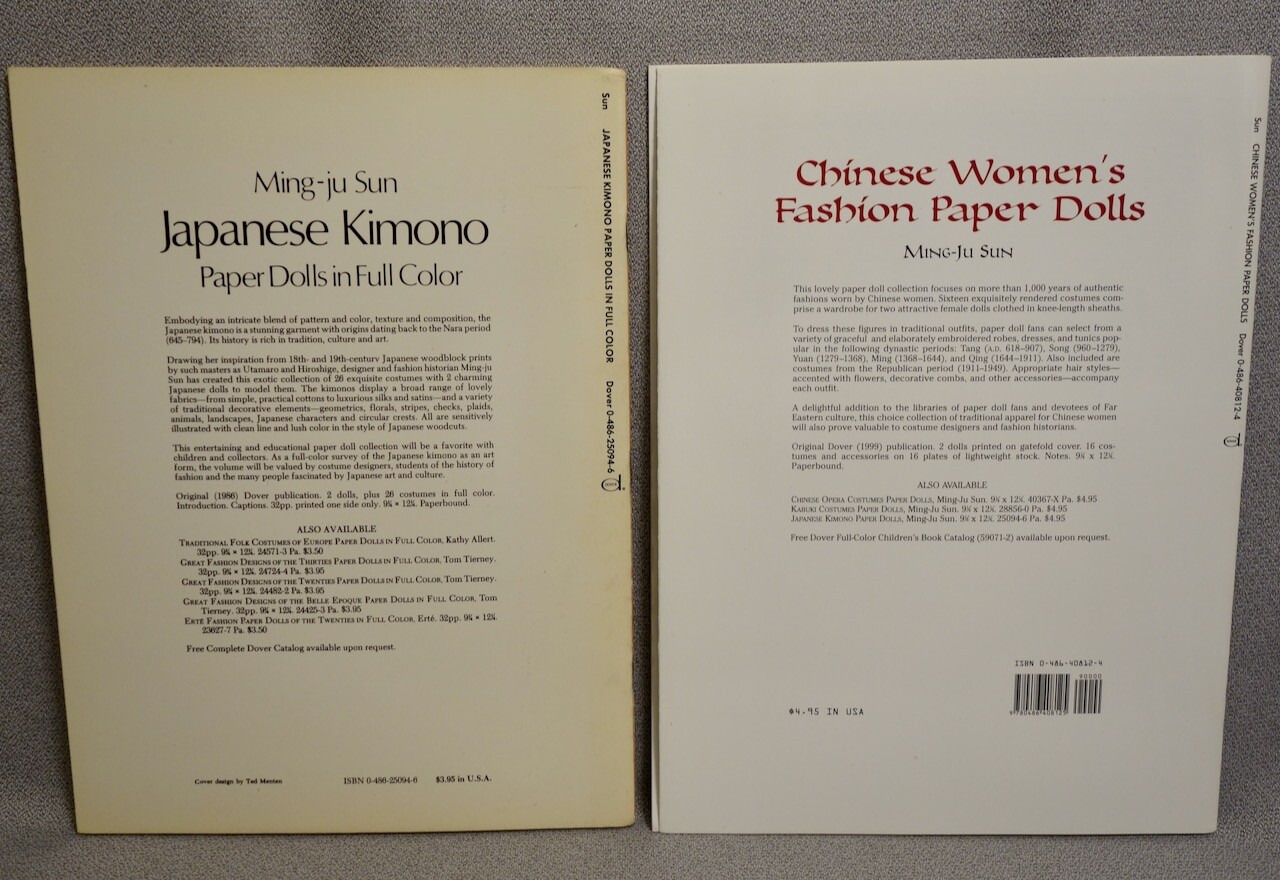 Ming-ju Sun
Japanese Kimono
Paper Dolls in Full Color
Embodying an intricate blend of pattern and color, texture and composition, the
Japanese kimono is a stunning garment with origins dating back to the Nara period
(645–794). Its history is rich in tradition, culture and art.
Drawing her inspiration from 18th- and 19th-century Japanese woodblock prints
by such masters as Utamaro and Hiroshige, designer and fashion historian Ming-ju
Sun has created this exotic collection of 26 exquisite costumes with 2 charming
Japanese dolls to model them. The kimonos display a broad range of lovely
fabrics—from simple, practical cottons to luxurious silks and satins—and a variety
of traditional decorative elements—geometrics, florals, stripes, checks, plaids,
animals, landscapes, Japanese characters and circular crests. All are sensitively
illustrated with clean line and lush color in the style of Japanese woodcuts.
This entertaining and educational paper doll collection will be a favorite with
children and collectors. As a full-color survey of the Japanese kimono as an art
form, the volume will be valued by costume designers, students of the history of
fashion and the many people fascinated by Japanese art and culture.
Original (1986) Dover publication. 2 dolls, plus 26 costumes in full color.
Introduction. Captions. 32pp. printed one side only. 9¼ × 12¼. Paperbound.
ALSO AVAILABLE
TRADITIONAL FOLK COSTUMES OF EUROPE PAPER DOLLS IN FULL COLOR, Kathy Allert.
32pp. 9¼ × 12¼. 24571-3 Pa. $3.50
GREAT FASHION DESIGNS OF THE THIRTIES PAPER DOLLS IN FULL COLOR, Tom Tierney.
32pp. 9¼ × 12¼. 24724-4 Pa. $3.95
GREAT FASHION DESIGNS OF THE TWENTIES PAPER DOLLS IN FULL COLOR, Tom Tierney.
32pp. 9¼ × 12¼. 24482-2 Pa. $3.95
GREAT FASHION DESIGNS OF THE BELLE EPOQUE PAPER DOLLS IN FULL COLOR, Tom
Tierney. 32pp. 9¼ × 12¼. 24425-3 Pa. $3.95
ERTÉ FASHION PAPER DOLLS OF THE TWENTIES IN FULL COLOR, Erté. 32pp. 9¼ × 12¼.
23627-7 Pa. $3.50
Free Complete Dover Catalog available upon request.
Cover design by Ted Menten ISBN 0-486-25094-6 $3.95 in U.S.A.
Sun JAPANESE KIMONO PAPER DOLLS IN FULL COLOR Dover 0-486-25094-6
Chinese Women's
Fashion Paper Dolls
MING-JU SUN
This lovely paper doll collection focuses on more than 1,000 years of authentic
fashions worn by Chinese women. Sixteen exquisitely rendered costumes com-
prise a wardrobe for two attractive female dolls clothed in knee-length sheaths.
To dress these figures in traditional outfits, paper doll fans can select from a
variety of graceful and elaborately embroidered robes, dresses, and tunics pop-
ular in the following dynastic periods: Tang (A.D. 618–907), Song (960–1279),
Yuan (1279–1368), Ming (1368–1644), and Qing (1644–1911). Also included are
costumes from the Republican period (1911–1949). Appropriate hair styles—
accented with flowers, decorative combs, and other accessories—accompany
each outfit.
A delightful addition to the libraries of paper doll fans and devotees of Far
Eastern culture, this choice collection of traditional apparel for Chinese women
will also prove valuable to costume designers and fashion historians.
Original Dover (1999) publication. 2 dolls printed on gatefold cover. 16 cos-
tumes and accessories on 16 plates of lightweight stock. Notes. 9¼ x 12¼.
Paperbound.
ALSO AVAILABLE
CHINESE OPERA COSTUMES PAPER DOLLS, Ming-Ju Sun. 9¼ x 12¼. 40367-X Pa. $4.95
KABUKI COSTUMES PAPER DOLLS, Ming-Ju Sun. 9¼ x 12¼. 28856-0 Pa. $4.95
JAPANESE KIMONO PAPER DOLLS, Ming-Ju Sun. 9¼ x 12¼. 25094-6 Pa. $4.95
Free Dover Full-Color Children's Book Catalog (59071-2) available upon request.
ISBN 0-486-40812-4
90000
9 780486 408125
$4.95 IN USA
Sun CHINESE WOMEN'S FASHION PAPER DOLLS Dover 0-486-40812-4